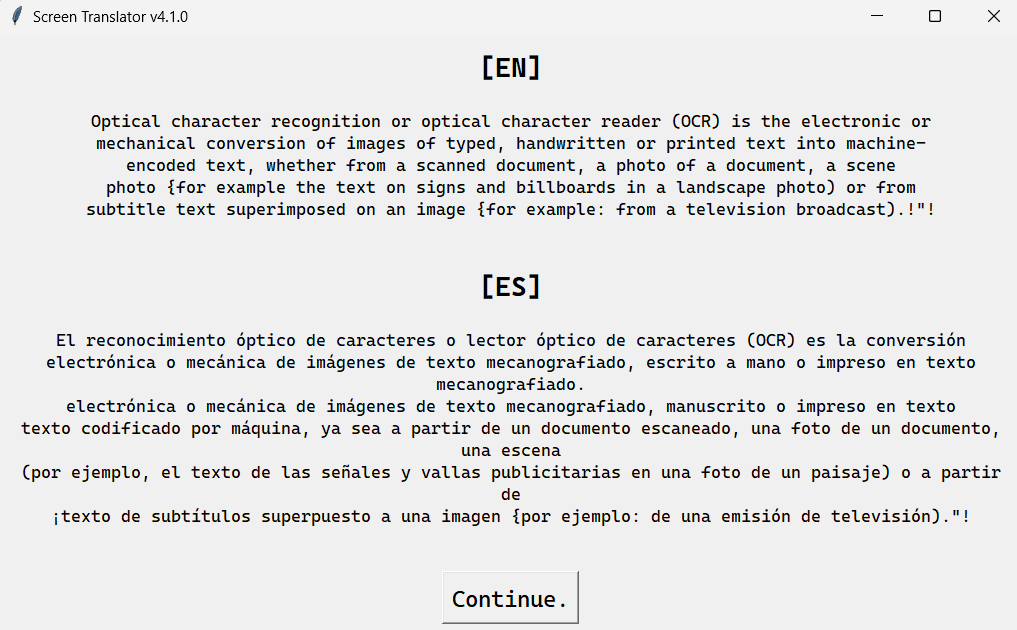 Screen Translator v4.1.0
[EN]
Optical character recognition or optical character reader (OCR) is the electronic or
mechanical conversion of images of typed, handwritten or printed text into machine-
encoded text, whether from a scanned document, a photo of a document, a scene
photo {for example the text on signs and billboards in a landscape photo) or from
subtitle text superimposed on an image {for example: from a television broadcast).!"!
[ES]
El reconocimiento óptico de caracteres o lector óptico de caracteres (OCR) es la conversión
electrónica o mecánica de imágenes de texto mecanografiado, escrito a mano o impreso en texto
mecanografiado.
electrónica o mecánica de imágenes de texto mecanografiado, manuscrito o impreso en texto
texto codificado por máquina, ya sea a partir de un documento escaneado, una foto de un documento,
una escena
(por ejemplo, el texto de las señales y vallas publicitarias en una foto de un paisaje) o a partir
de
¡texto de subtítulos superpuesto a una imagen {por ejemplo: de una emisión de televisión)."!
Continue.